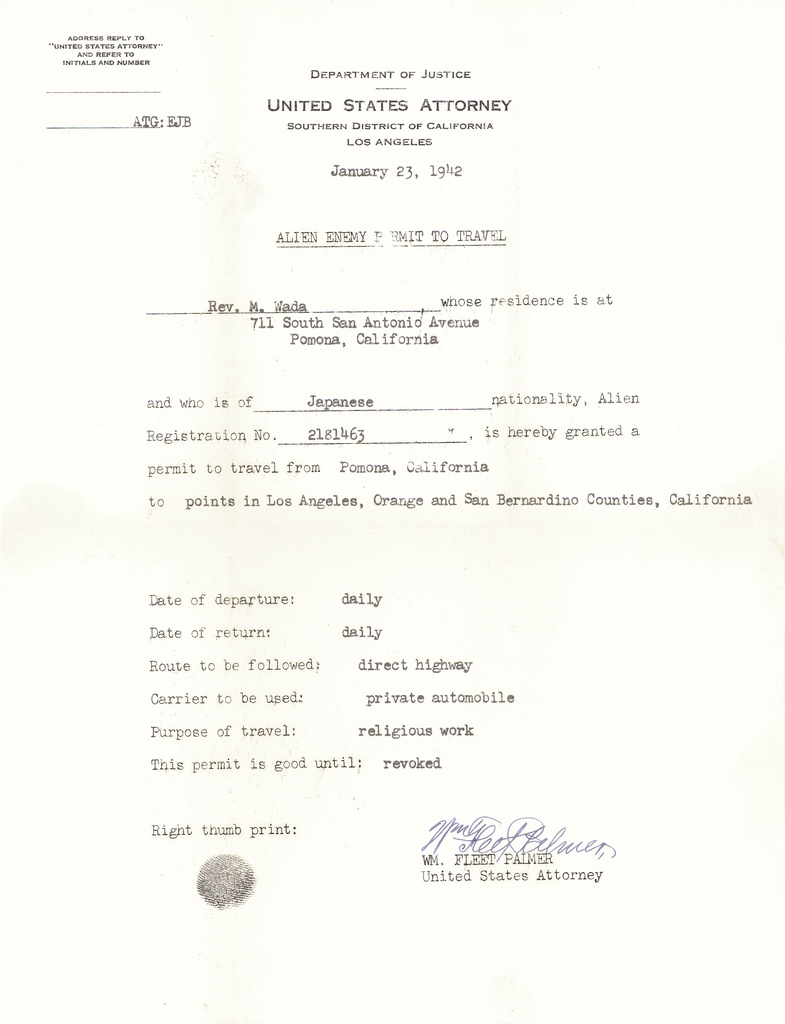 ADDRESS REPLY TO
"UNITED STATES ATTORNEY"
AND REFER TO
INITIALS AND NUMBER
ATG:EJB
DEPARTMENT OF JUSTICE
UNITED STATES ATTORNEY
SOUTHERN DISTRICT OF CALIFORNIA
LOS ANGELES
January 23, 1942
ALIEN ENEMY P RMIT TO TRAVEL
Rev. M. Wada, whose residence is at
711 South San Antonio Avenue
Pomona, California
and who is of Japanese nationality, Alien
Registration No. 2181463, is hereby granted a
permit to travel from Pomona, California
to points in Los Angeles, Orange and San Bernardino Counties, California
Date of departure: daily
Date of return: daily
Route to be followed: direct highway
Carrier to be used: private automobile
Purpose of travel: religious work
This permit is good until: revoked
Right thumb print:
Wm Fleet Palmer,
WM. FLEET PALMER
United States Attorney